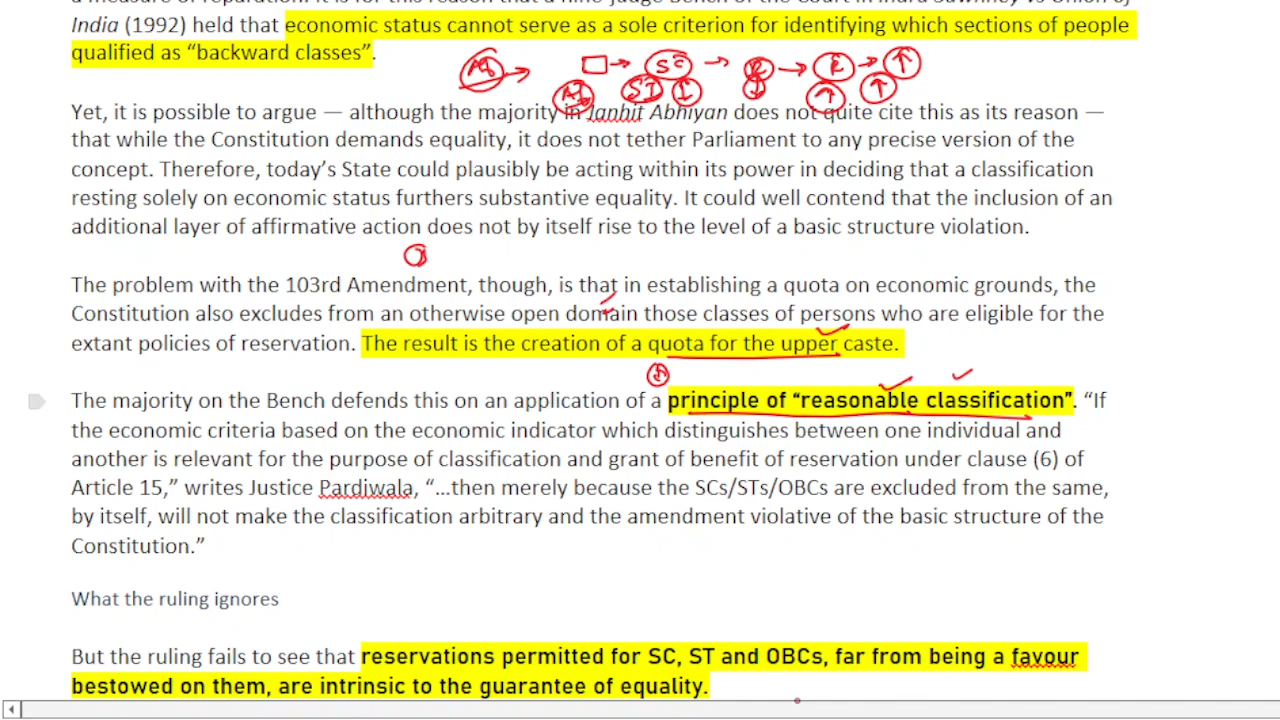 India (1992) held that economic status cannot serve as a sole criterion for identifying which sections of people
qualified as “backward classes”.
SC
ST I
Yet, it is possible to argue — although the majority in Janhit Abhiyan does not quite cite this as its reason —
that while the Constitution demands equality, it does not tether Parliament to any precise version of the
concept. Therefore, today’s State could plausibly be acting within its power in deciding that a classification
resting solely on economic status furthers substantive equality. It could well contend that the inclusion of an
additional layer of affirmative action does not by itself rise to the level of a basic structure violation.
The problem with the 103rd Amendment, though, is that in establishing a quota on economic grounds, the
Constitution also excludes from an otherwise open domain those classes of persons who are eligible for the
extant policies of reservation. The result is the creation of a quota for the upper caste.
The majority on the Bench defends this on an application of a principle of “reasonable classification”. “If
the economic criteria based on the economic indicator which distinguishes between one individual and
another is relevant for the purpose of classification and grant of benefit of reservation under clause (6) of
Article 15,” writes Justice Pardiwala, “…then merely because the SCs/STs/OBCs are excluded from the same,
by itself, will not make the classification arbitrary and the amendment violative of the basic structure of the
Constitution.”
What the ruling ignores
But the ruling fails to see that reservations permitted for SC, ST and OBCs, far from being a favour
bestowed on them, are intrinsic to the guarantee of equality.